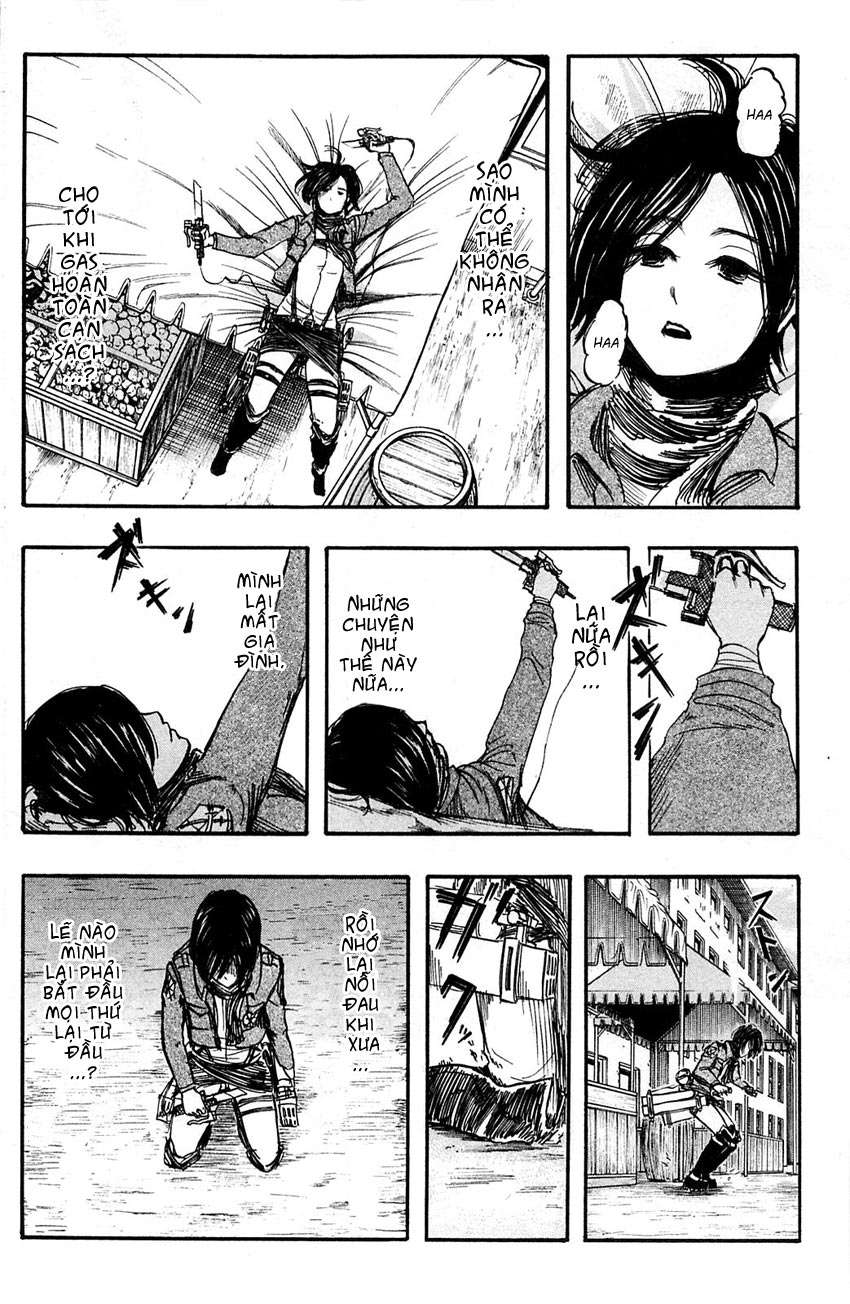 HAA
HAA
SAO
MÌNH
CÓ
THỂ
KHÔNG
NHẬN
RA
...
CHO
TỚI
KHI
GAS
HOÀN
TOÀN
CẠN
SẠCH
...?
LẠI
NỮA
RỒI
...
NHỮNG
CHUYỆN
NHƯ
THẾ NÀY
NỮA...
MÌNH
LẠI
MẤT
GIA
ĐÌNH,
RỒI
NHỚ
LẠI
NỖI
ĐAU
KHI
XƯA
...
LẼ NÀO
MÌNH
LẠI PHẢI
BẮT ĐẦU
MỌI THỨ
LẠI TỪ
ĐẦU
...?